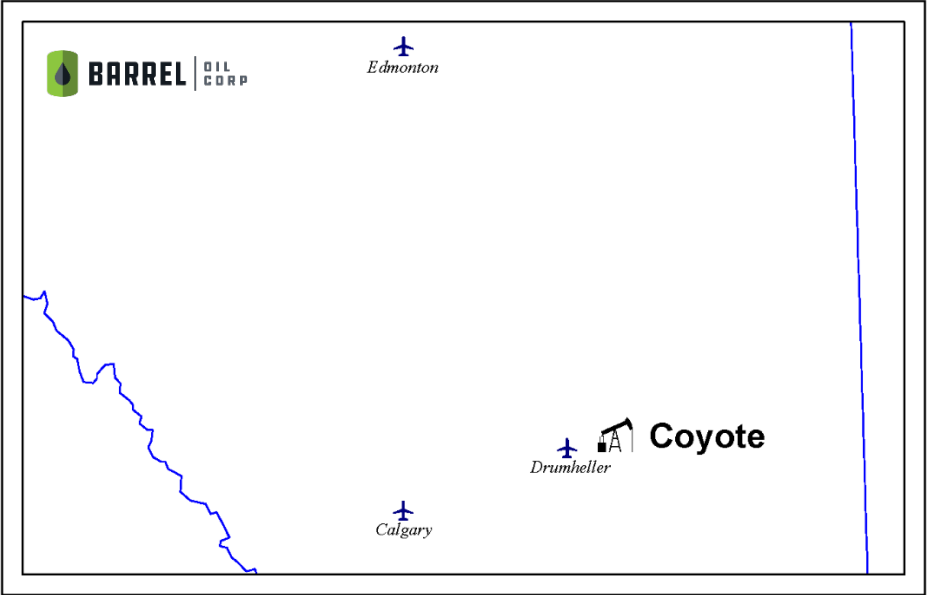 BARREL OIL CORP
Edmonton
Coyote
Drumheller
Calgary